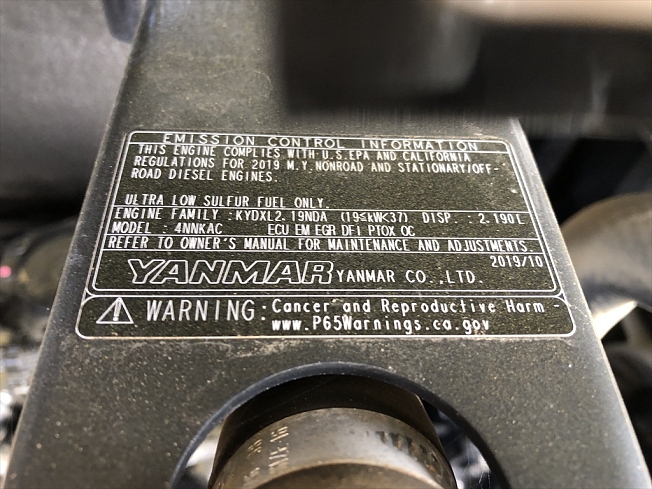 EMISSION CONTROL INFORMATION
THIS ENGINE COMPLIES WITH U.S.EPA AND CALIFORNIA
REGULATIONS FOR 2019 M.Y.NONROAD AND STATIONARY/OFF-
ROAD DIESEL ENGINES.
ULTRA LOW SULFUR FUEL ONLY.
ENGINE FAMILY :KYDXL2.19NDA (19≤kW<37) DISP. :2.190L
MODEL :4NNKAC ECU EM EGR DFI PTOX OC
REFER TO OWNER'S MANUAL FOR MAINTENANCE AND ADJUSTMENTS.
2019/10
YANMAR YANMAR CO.,LTD.
WARNING: Cancer and Reproductive Harm -
www.P65Warnings.ca.gov